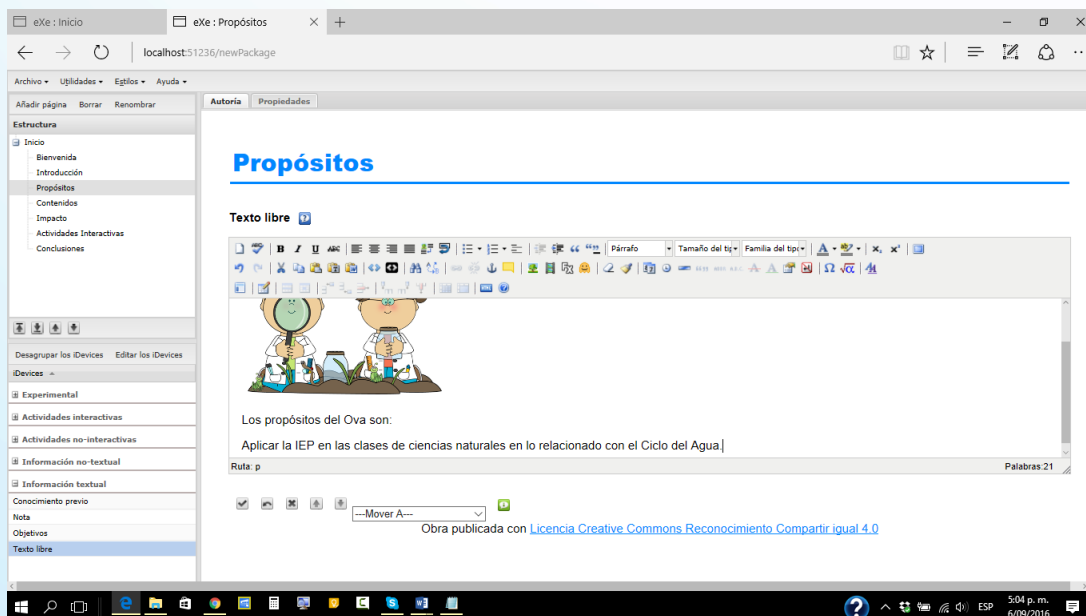 eXe : Inicio
eXe : Propósitos
localhost:51236/newPackage
Archivo Utilidades Estilos Ayuda
Añadir página Borrar Renombrar
Autoría Propiedades
Estructura
Inicio
Bienvenida
Introducción
Propósitos
Contenidos
Impacto
Actividades Interactivas
Conclusiones
Desagrupar los iDevices Editar los iDevices
iDevices
Experimental
Actividades interactivas
Actividades no-interactivas
Información no-textual
Información textual
Conocimiento previo
Nota
Objetivos
Texto libre
Propósitos
Texto libre
Párrafo Tamaño del tip Familia del tipo
Los propósitos del Ova son:
Aplicar la IEP en las clases de ciencias naturales en lo relacionado con el Ciclo del Agua.
Ruta: p Palabras:21
---Mover A---
Obra publicada con Licencia Creative Commons Reconocimiento Compartir igual 4.0
ESP
5:04 p. m.
6/09/2016